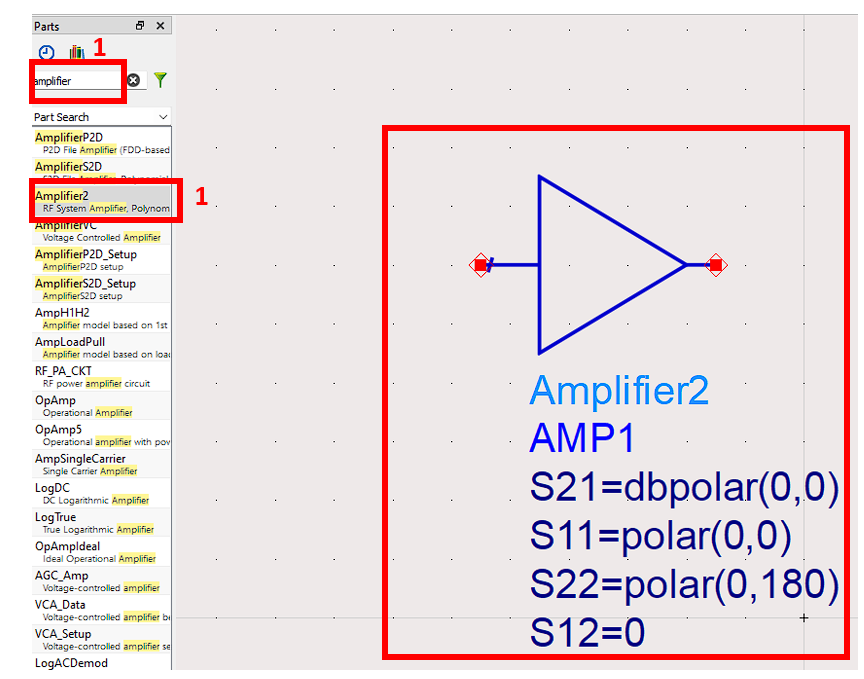 Parts
1
amplifier
Part Search
AmplifierP2D
P2D File Amplifier (FDD-based
AmplifierS2D
S2D File Amplifier, Polynomial
Amplifier2
RF System Amplifier, Polynom
1
AmplifierVC
Voltage Controlled Amplifier
AmplifierP2D_Setup
AmplifierP2D setup
AmplifierS2D_Setup
AmplifierS2D setup
AmpH1H2
Amplifier model based on 1st
AmpLoadPull
Amplifier model based on loa
RF_PA_CKT
RF power amplifier circuit
OpAmp
Operational Amplifier
OpAmp5
Operational amplifier with pow
AmpSingleCarrier
Single Carrier Amplifier
LogDC
DC Logarithmic Amplifier
LogTrue
True Logarithmic Amplifier
OpAmpIdeal
Ideal Operational Amplifier
AGC_Amp
Voltage-controlled amplifier
VCA_Data
Voltage-controlled amplifier be
VCA_Setup
Voltage-controlled amplifier se
LogACDemod
Amplifier2
AMP1
S21=dbpolar(0,0)
S11=polar(0,0)
S22=polar(0,180)
S12=0